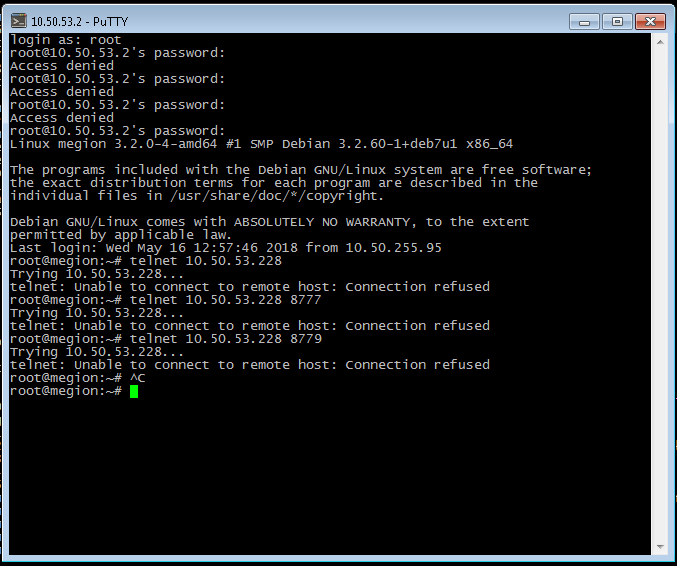 10.50.53.2 - PuTTY
login as: root
root@10.50.53.2's password:
Access denied
root@10.50.53.2's password:
Access denied
root@10.50.53.2's password:
Access denied
root@10.50.53.2's password:
Linux megion 3.2.0-4-amd64 #1 SMP Debian 3.2.60-1+deb7u1 x86_64
The programs included with the Debian GNU/Linux system are free software;
the exact distribution terms for each program are described in the
individual files in /usr/share/doc/*/copyright.
Debian GNU/Linux comes with ABSOLUTELY NO WARRANTY, to the extent
permitted by applicable law.
Last login: Wed May 16 12:57:46 2018 from 10.50.255.95
root@megion:~# telnet 10.50.53.228
Trying 10.50.53.228...
telnet: Unable to connect to remote host: Connection refused
root@megion:~# telnet 10.50.53.228 8777
Trying 10.50.53.228...
telnet: Unable to connect to remote host: Connection refused
root@megion:~# telnet 10.50.53.228 8779
Trying 10.50.53.228...
telnet: Unable to connect to remote host: Connection refused
root@megion:~# ^C
root@megion:~#